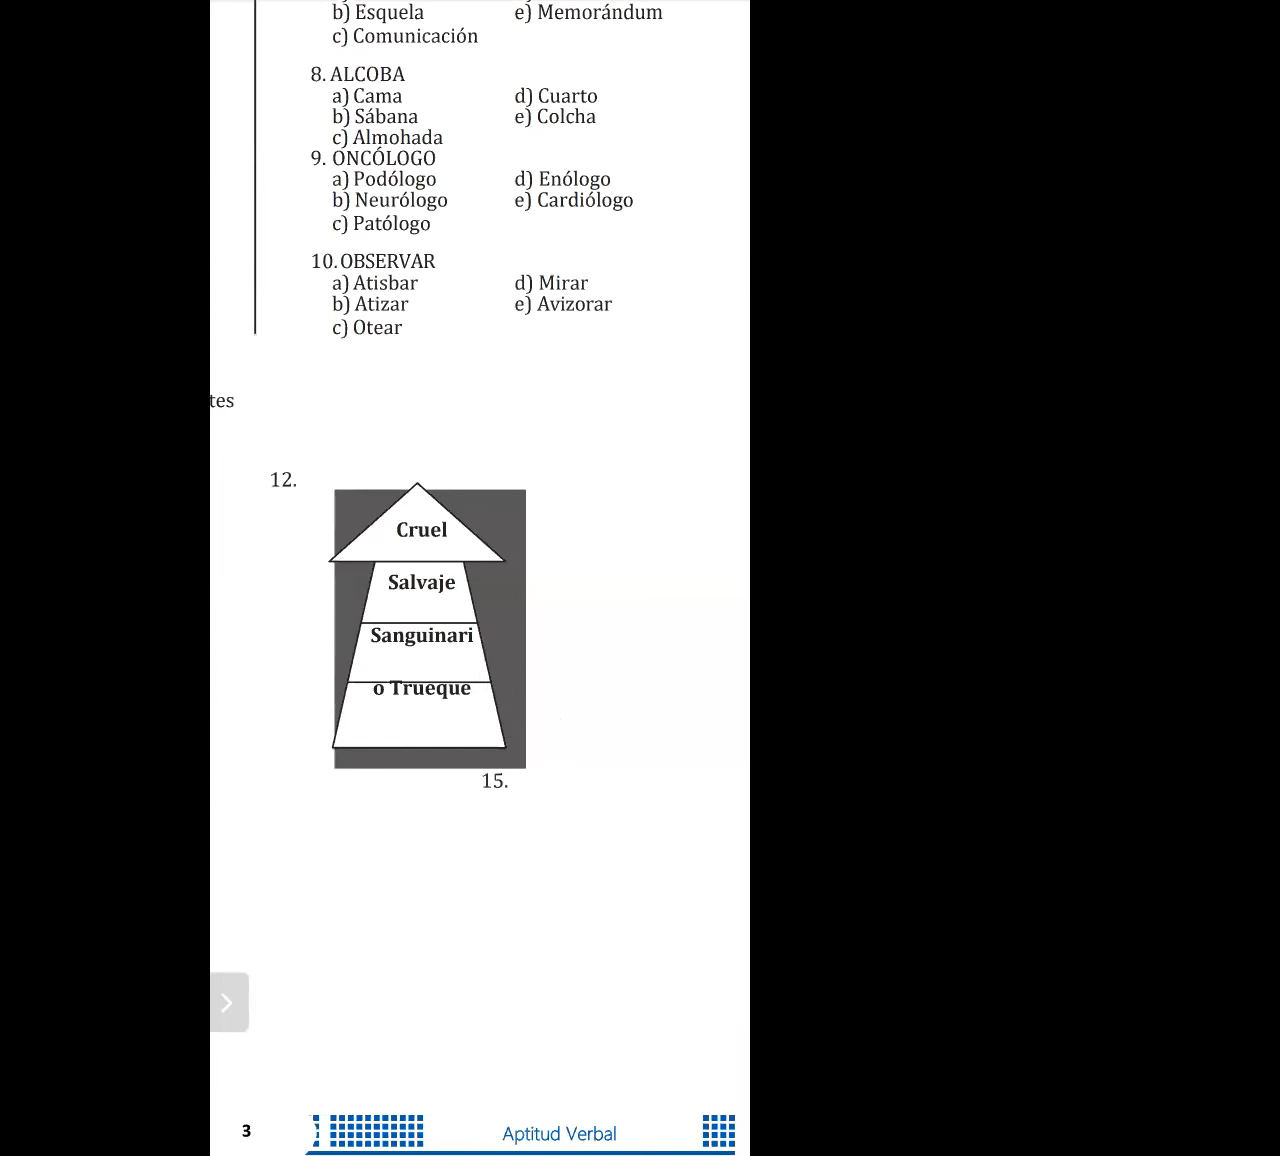 b) Esquela e) Memorándum
c) Comunicación
8. ALCOBA
a) Cama d) Cuarto
b) Sábana e) Colcha
c) Almohada
9. ONCÓLOGO
a) Podólogo d) Enólogo
b) Neurólogo e) Cardiólogo
c) Patólogo
10. OBSERVAR
a) Atisbar d) Mirar
b) Atizar e) Avizorar
c) Otear
tes
12.
Cruel
Salvaje
Sanguinari
o Trueque
15.
3 Aptitud Verbal